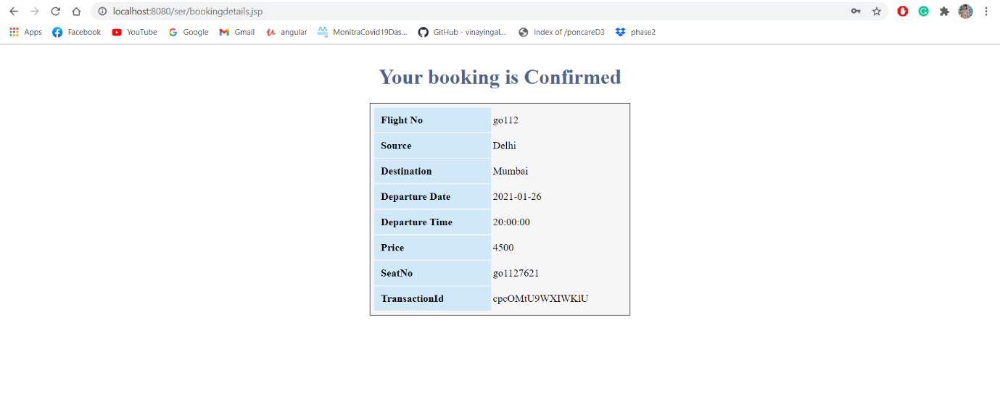 localhost:8080/ser/bookingdetails.jsp
Apps Facebook YouTube Google Gmail angular MonitraCovid19Das... GitHub - vinayingal... Index of /poncareD3 phase2
Your booking is Confirmed
Flight No go112
Source Delhi
Destination Mumbai
Departure Date 2021-01-26
Departure Time 20:00:00
Price 4500
SeatNo go1127621
TransactionId cpcOMtU9WXIWKlU